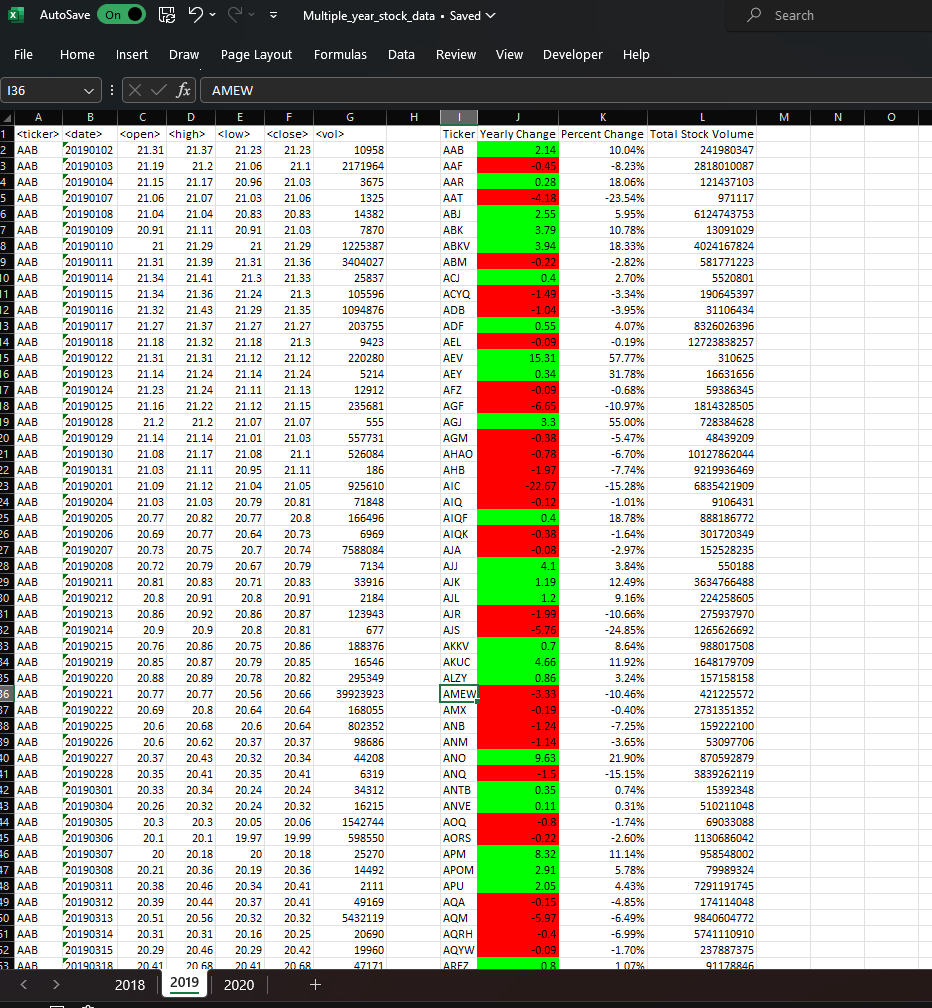 AutoSave On Multiple_year_stock_data • Saved Search
File Home Insert Draw Page Layout Formulas Data Review View Developer Help
I36 fx AMEW
A B C D E F G H I J K L M N O
1 <ticker> <date> <open> <high> <low> <close> <vol> Ticker Yearly Change Percent Change Total Stock Volume
2 AAB 20190102 21.31 21.37 21.23 21.23 10958 AAB 2.14 10.04% 241980347
3 AAB 20190103 21.19 21.2 21.06 21.1 2171964 AAF -0.45 -8.23% 2818010087
4 AAB 20190104 21.15 21.17 20.96 21.03 3675 AAR 0.28 18.06% 121437103
5 AAB 20190107 21.06 21.07 21.03 21.06 1325 AAT -4.18 -23.54% 971117
6 AAB 20190108 21.04 21.04 20.83 20.83 14382 ABJ 2.55 5.95% 6124743753
7 AAB 20190109 20.91 21.11 20.91 21.03 7870 ABK 3.79 10.78% 13091029
8 AAB 20190110 21 21.29 21 21.29 1225387 ABKV 3.94 18.33% 4024167824
9 AAB 20190111 21.31 21.39 21.31 21.36 3404027 ABM -0.22 -2.82% 581771223
10 AAB 20190114 21.34 21.41 21.3 21.33 25837 ACJ 0.4 2.70% 5520801
11 AAB 20190115 21.34 21.36 21.24 21.3 105596 ACYQ -1.49 -3.34% 190645397
12 AAB 20190116 21.32 21.43 21.29 21.35 1094876 ADB -1.04 -3.95% 31106434
13 AAB 20190117 21.27 21.37 21.27 21.27 203755 ADF 0.55 4.07% 8326026396
14 AAB 20190118 21.18 21.32 21.18 21.3 9423 AEL -0.09 -0.19% 12723838257
15 AAB 20190122 21.31 21.31 21.12 21.12 220280 AEV 15.31 57.77% 310625
16 AAB 20190123 21.14 21.24 21.14 21.24 5214 AEY 0.34 31.78% 16631656
17 AAB 20190124 21.23 21.24 21.11 21.13 12912 AFZ -0.09 -0.68% 59386345
18 AAB 20190125 21.16 21.22 21.12 21.15 235681 AGF -6.65 -10.97% 1814328505
19 AAB 20190128 21.2 21.2 21.07 21.07 555 AGJ 3.3 55.00% 728384628
20 AAB 20190129 21.14 21.14 21.01 21.03 557731 AGM -0.38 -5.47% 48439209
21 AAB 20190130 21.08 21.17 21.08 21.1 526084 AHAO -0.78 -6.70% 10127862044
22 AAB 20190131 21.03 21.11 20.95 21.11 186 AHB -1.97 -7.74% 9219936469
23 AAB 20190201 21.09 21.12 21.04 21.05 925610 AIC -22.67 -15.28% 6835421909
24 AAB 20190204 21.03 21.03 20.79 20.81 71848 AIQ -0.12 -1.01% 9106431
25 AAB 20190205 20.77 20.82 20.77 20.8 166496 AIQF 0.4 18.78% 888186772
26 AAB 20190206 20.69 20.77 20.64 20.73 6969 AIQK -0.38 -1.64% 301720349
27 AAB 20190207 20.73 20.75 20.7 20.74 7588084 AJA -0.08 -2.97% 152528235
28 AAB 20190208 20.72 20.79 20.67 20.79 7134 AJJ 4.1 3.84% 550188
29 AAB 20190211 20.81 20.83 20.71 20.83 33916 AJK 1.19 12.49% 3634766488
30 AAB 20190212 20.8 20.91 20.8 20.91 2184 AJL 1.2 9.16% 224258605
31 AAB 20190213 20.86 20.92 20.86 20.87 123943 AJR -1.99 -10.66% 275937970
32 AAB 20190214 20.9 20.9 20.8 20.81 677 AJS -5.76 -24.85% 1265626692
33 AAB 20190215 20.76 20.86 20.75 20.86 188376 AKKV 0.7 8.64% 988017508
34 AAB 20190219 20.85 20.87 20.79 20.85 16546 AKUC 4.66 11.92% 1648179709
35 AAB 20190220 20.88 20.89 20.78 20.82 295349 ALZY 0.86 3.24% 157158158
36 AAB 20190221 20.77 20.77 20.56 20.66 39923923 AMEW -3.33 -10.46% 421225572
37 AAB 20190222 20.69 20.8 20.64 20.64 168055 AMX -0.19 -0.40% 2731351352
38 AAB 20190225 20.6 20.68 20.6 20.64 802352 ANB -1.24 -7.25% 159222100
39 AAB 20190226 20.6 20.62 20.37 20.37 98686 ANM -1.14 -3.65% 53097706
40 AAB 20190227 20.37 20.43 20.32 20.34 44208 ANO 9.63 21.90% 870592879
41 AAB 20190228 20.35 20.41 20.35 20.41 6319 ANQ -1.5 -15.15% 3839262119
42 AAB 20190301 20.33 20.34 20.24 20.24 34312 ANTB 0.35 0.74% 15392348
43 AAB 20190304 20.26 20.32 20.24 20.32 16215 ANVE 0.11 0.31% 510211048
44 AAB 20190305 20.3 20.3 20.05 20.06 1542744 AOQ -0.8 -1.74% 69033088
45 AAB 20190306 20.1 20.1 19.97 19.99 598550 AORS -0.22 -2.60% 1130686042
46 AAB 20190307 20 20.18 20 20.18 25270 APM 8.32 11.14% 958548002
47 AAB 20190308 20.21 20.36 20.19 20.36 14492 APOM 2.91 5.78% 79989324
48 AAB 20190311 20.38 20.46 20.34 20.41 2111 APU 2.05 4.43% 7291191745
49 AAB 20190312 20.39 20.44 20.37 20.41 49169 AQA -0.15 -4.85% 174114048
50 AAB 20190313 20.51 20.56 20.32 20.32 5432119 AQM -5.97 -6.49% 9840604772
51 AAB 20190314 20.31 20.31 20.16 20.25 20690 AQRH -0.4 -6.99% 5741110910
52 AAB 20190315 20.29 20.46 20.29 20.42 19960 AQYW -0.09 -1.70% 237887375
53 AAB 20190318 20.41 20.68 20.41 20.68 47171 ARFZ 0.8 1.07% 91178846
2018 2019 2020 +